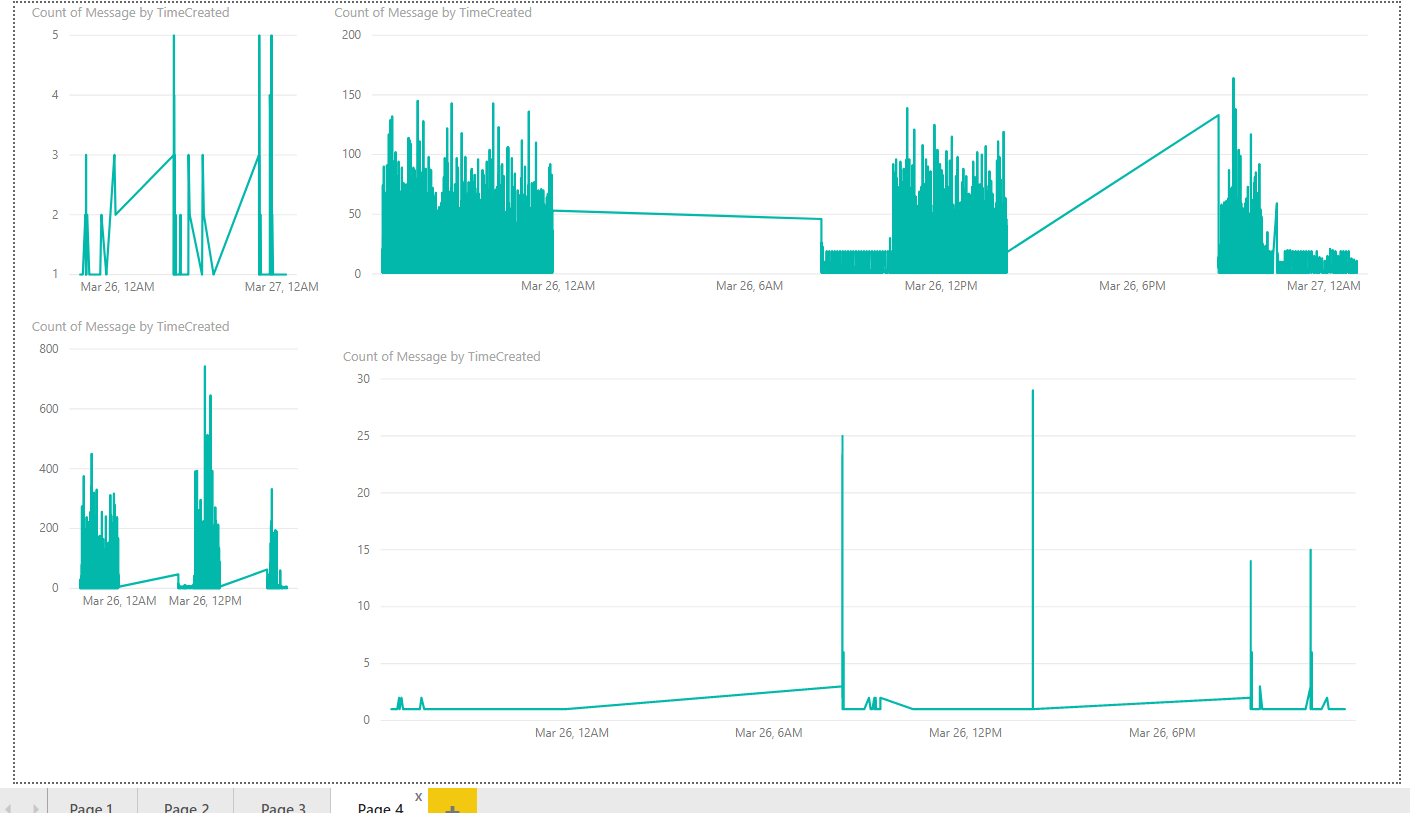 Count of Message by TimeCreated
5
4
3
2
1
Mar 26, 12AM Mar 27, 12AM
Count of Message by TimeCreated
200
150
100
50
0
Mar 26, 12AM Mar 26, 6AM Mar 26, 12PM Mar 26, 6PM Mar 27, 12AM
Count of Message by TimeCreated
800
600
400
200
0
Mar 26, 12AM Mar 26, 12PM
Count of Message by TimeCreated
30
25
20
15
10
5
0
Mar 26, 12AM Mar 26, 6AM Mar 26, 12PM Mar 26, 6PM
Page 1 Page 2 Page 3 Page 4 x +